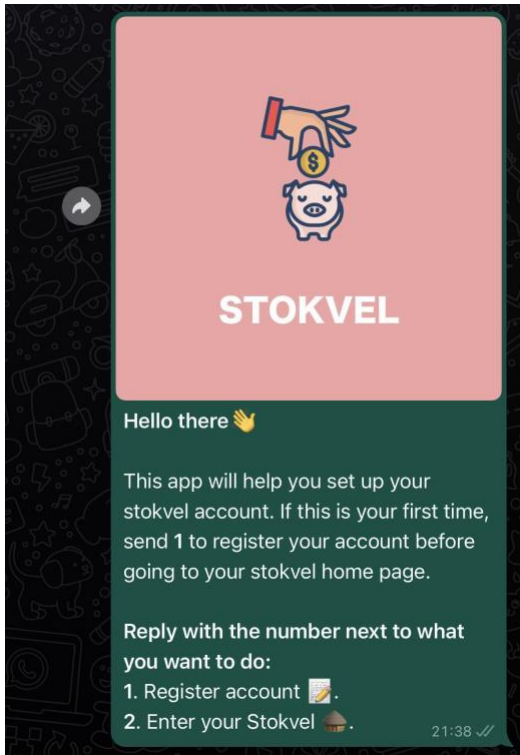 $
STOKVEL
Hello there👋
This app will help you set up your
stokvel account. If this is your first time,
send 1 to register your account before
going to your stokvel home page.
Reply with the number next to what
you want to do:
1. Register account 📝.
2. Enter your Stokvel 🛖.
21:38